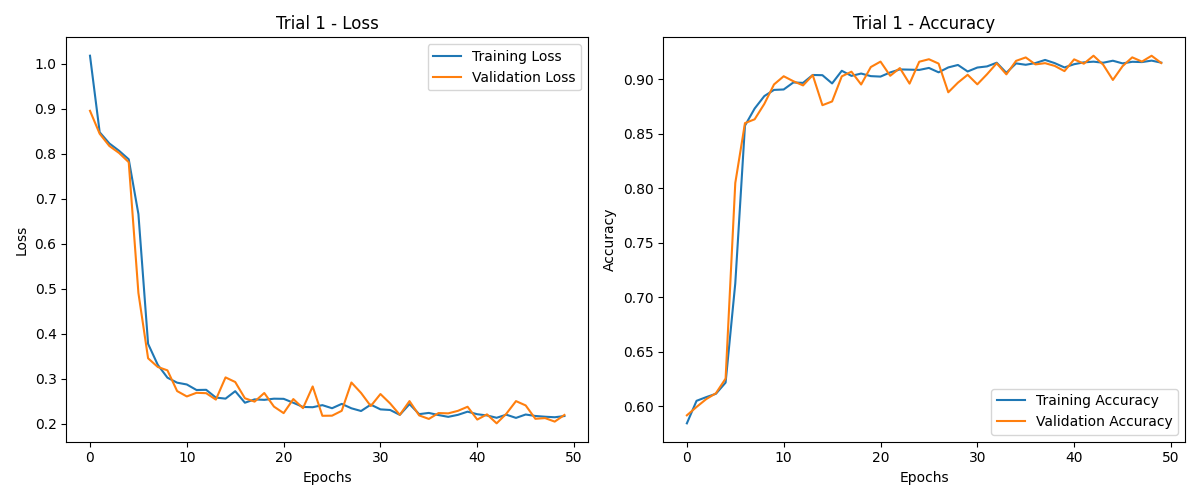 Trial 1 - Loss
1.0
0.9
0.8
0.7
0.6
0.5
0.4
0.3
0.2
Loss
Training Loss
Validation Loss
0 10 20 30 40 50
Epochs
Trial 1 - Accuracy
0.90
0.85
0.80
0.75
0.70
0.65
0.60
Accuracy
Training Accuracy
Validation Accuracy
0 10 20 30 40 50
Epochs